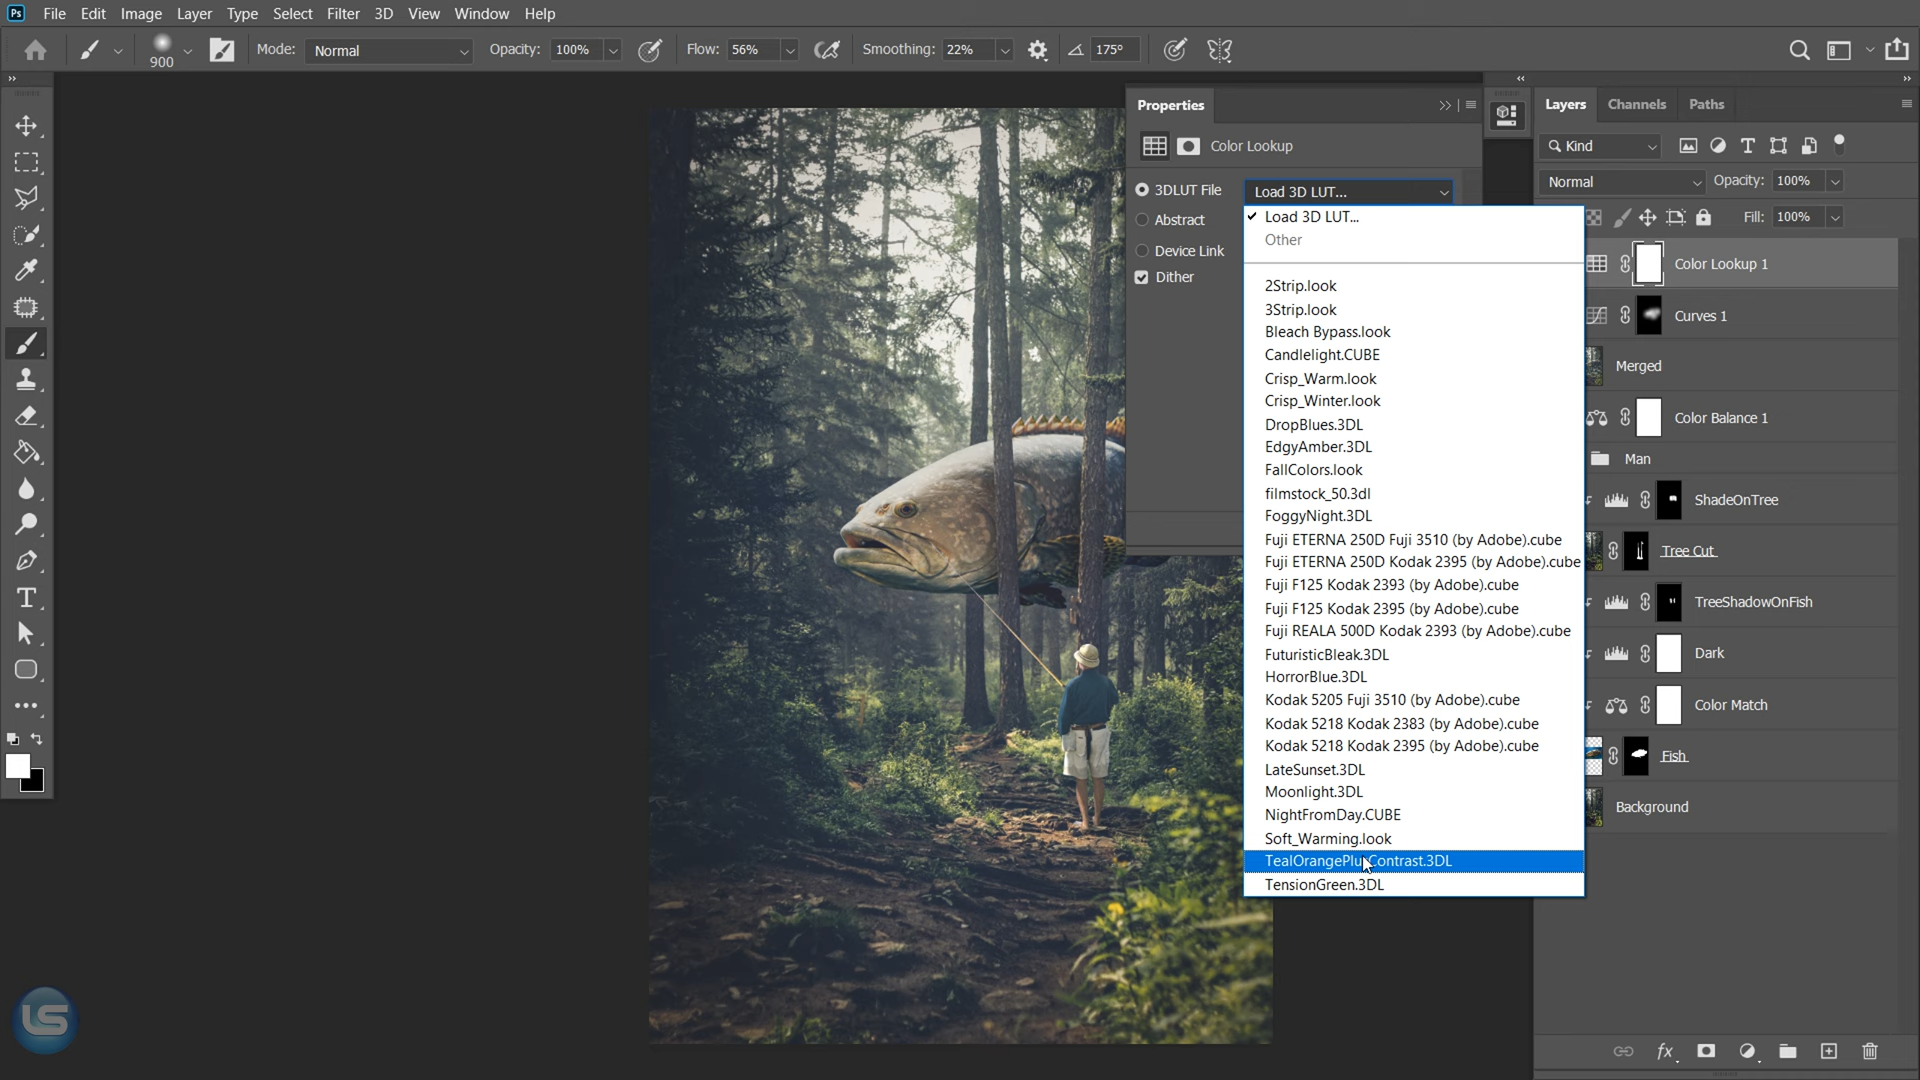 Ps File Edit Image Layer Type Select Filter 3D View Window Help
900 Mode: Normal Opacity: 100% Flow: 56% Smoothing: 22% 175°
Properties
Color Lookup
3DLUT File Load 3D LUT...
Abstract
Device Link
Dither
Load 3D LUT...
Other
2Strip.look
3Strip.look
Bleach Bypass.look
Candlelight.CUBE
Crisp_Warm.look
Crisp_Winter.look
DropBlues.3DL
EdgyAmber.3DL
FallColors.look
filmstock_50.3dl
FoggyNight.3DL
Fuji ETERNA 250D Fuji 3510 (by Adobe).cube
Fuji ETERNA 250D Kodak 2395 (by Adobe).cube
Fuji F125 Kodak 2393 (by Adobe).cube
Fuji F125 Kodak 2395 (by Adobe).cube
Fuji REALA 500D Kodak 2393 (by Adobe).cube
FuturisticBleak.3DL
HorrorBlue.3DL
Kodak 5205 Fuji 3510 (by Adobe).cube
Kodak 5218 Kodak 2383 (by Adobe).cube
Kodak 5218 Kodak 2395 (by Adobe).cube
LateSunset.3DL
Moonlight.3DL
NightFromDay.CUBE
Soft_Warming.look
TealOrangePlusContrast.3DL
TensionGreen.3DL
Layers Channels Paths
Kind
Normal Opacity: 100%
Fill: 100%
Color Lookup 1
Curves 1
Merged
Color Balance 1
Man
ShadeOnTree
Tree Cut
TreeShadowOnFish
Dark
Color Match
Fish
Background
fx
LS